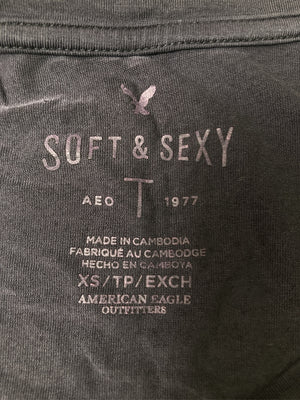 SOFT & SEXY
AEO T 1977
MADE IN CAMBODIA
FABRIQUÉ AU CAMBODGE
HECHO EN CAMBOYA
XS/TP/EXCH
AMERICAN EAGLE
OUTFITTERS